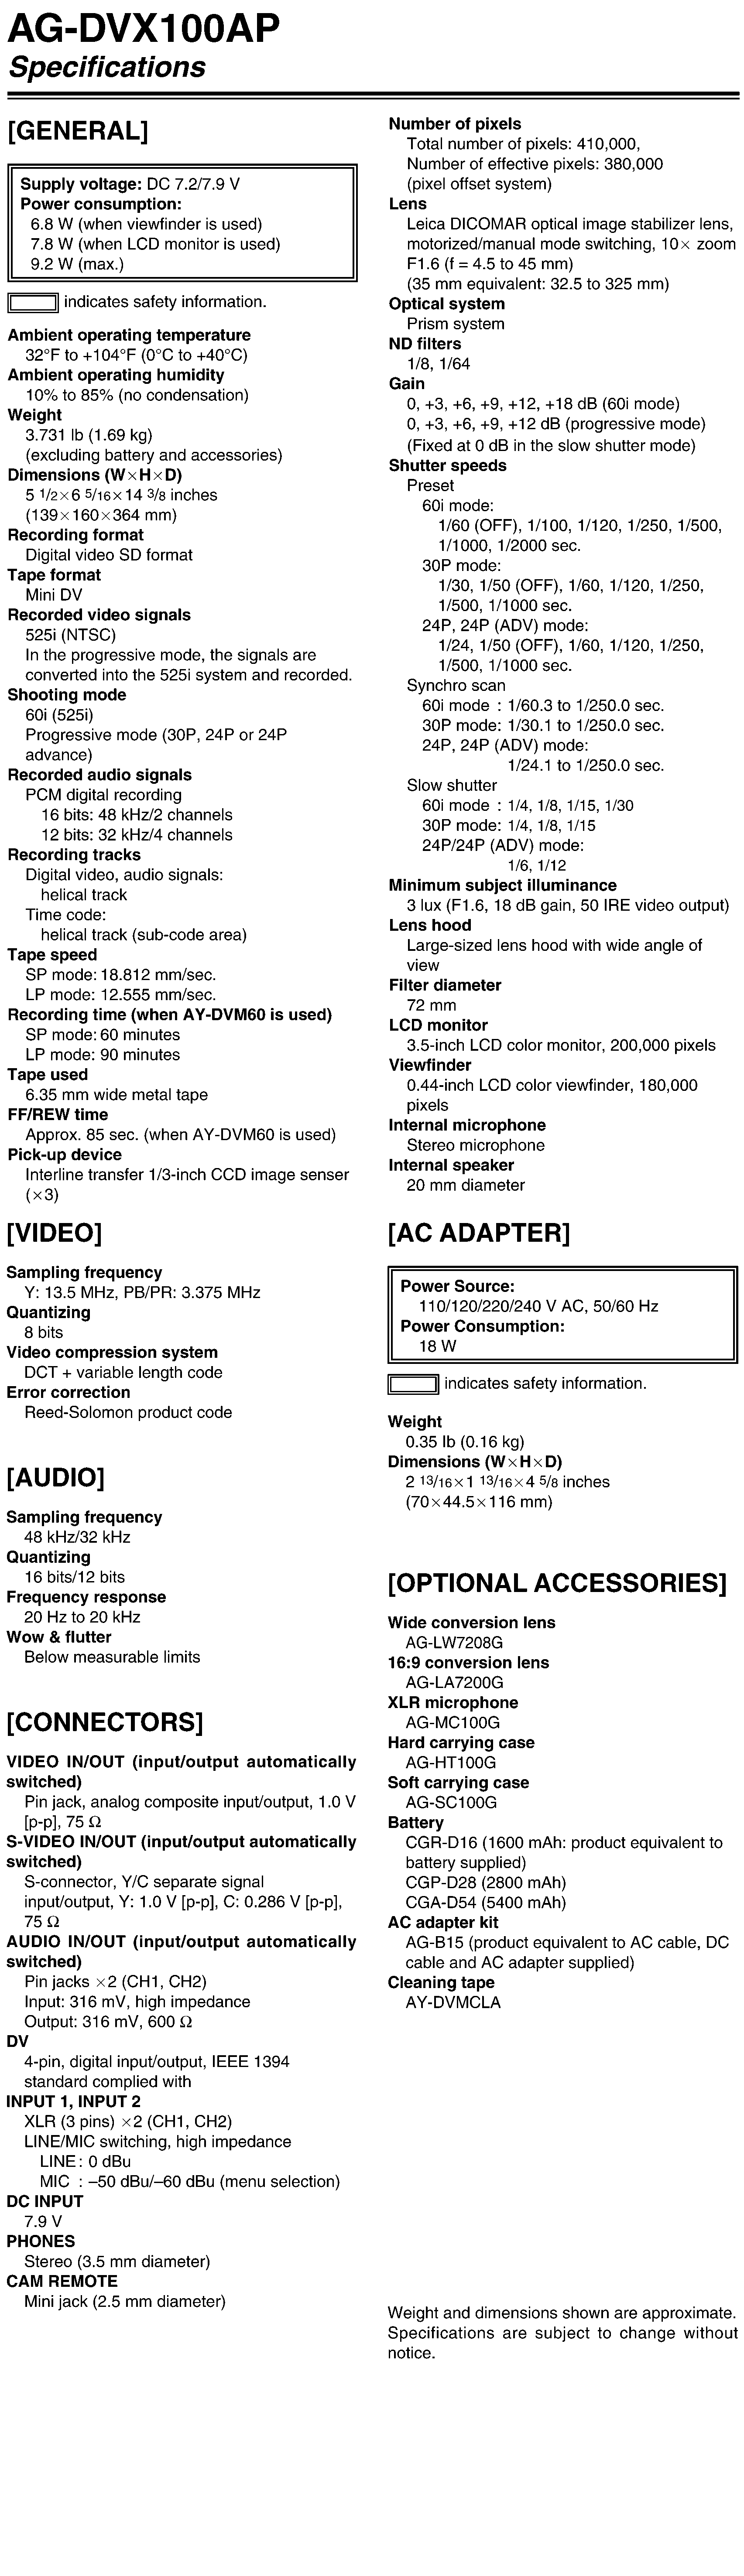 AG-DVX100AP
Specifications
[GENERAL]
Supply voltage: DC 7.2/7.9 V
Power consumption:
6.8 W (when viewfinder is used)
7.8 W (when LCD monitor is used)
9.2 W (max.)
indicates safety information.
Ambient operating temperature
32°F to +104°F (0°C to +40°C)
Ambient operating humidity
10% to 85% (no condensation)
Weight
3.731 lb (1.69 kg)
(excluding battery and accessories)
Dimensions (W×H×D)
5 1/2×6 5/16×14 3/8 inches
(139×160×364 mm)
Recording format
Digital video SD format
Tape format
Mini DV
Recorded video signals
525i (NTSC)
In the progressive mode, the signals are
converted into the 525i system and recorded.
Shooting mode
60i (525i)
Progressive mode (30P, 24P or 24P
advance)
Recorded audio signals
PCM digital recording
16 bits: 48 kHz/2 channels
12 bits: 32 kHz/4 channels
Recording tracks
Digital video, audio signals:
helical track
Time code:
helical track (sub-code area)
Tape speed
SP mode: 18.812 mm/sec.
LP mode: 12.555 mm/sec.
Recording time (when AY-DVM60 is used)
SP mode: 60 minutes
LP mode: 90 minutes
Tape used
6.35 mm wide metal tape
FF/REW time
Approx. 85 sec. (when AY-DVM60 is used)
Pick-up device
Interline transfer 1/3-inch CCD image senser
(×3)
Number of pixels
Total number of pixels: 410,000,
Number of effective pixels: 380,000
(pixel offset system)
Lens
Leica DICOMAR optical image stabilizer lens,
motorized/manual mode switching, 10× zoom
F1.6 (f = 4.5 to 45 mm)
(35 mm equivalent: 32.5 to 325 mm)
Optical system
Prism system
ND filters
1/8, 1/64
Gain
0, +3, +6, +9, +12, +18 dB (60i mode)
0, +3, +6, +9, +12 dB (progressive mode)
(Fixed at 0 dB in the slow shutter mode)
Shutter speeds
Preset
60i mode:
1/60 (OFF), 1/100, 1/120, 1/250, 1/500,
1/1000, 1/2000 sec.
30P mode:
1/30, 1/50 (OFF), 1/60, 1/120, 1/250,
1/500, 1/1000 sec.
24P, 24P (ADV) mode:
1/24, 1/50 (OFF), 1/60, 1/120, 1/250,
1/500, 1/1000 sec.
Synchro scan
60i mode : 1/60.3 to 1/250.0 sec.
30P mode: 1/30.1 to 1/250.0 sec.
24P, 24P (ADV) mode:
1/24.1 to 1/250.0 sec.
Slow shutter
60i mode : 1/4, 1/8, 1/15, 1/30
30P mode: 1/4, 1/8, 1/15
24P/24P (ADV) mode:
1/6, 1/12
Minimum subject illuminance
3 lux (F1.6, 18 dB gain, 50 IRE video output)
Lens hood
Large-sized lens hood with wide angle of
view
Filter diameter
72 mm
LCD monitor
3.5-inch LCD color monitor, 200,000 pixels
Viewfinder
0.44-inch LCD color viewfinder, 180,000
pixels
Internal microphone
Stereo microphone
Internal speaker
20 mm diameter
[VIDEO]
Sampling frequency
Y: 13.5 MHz, PB/PR: 3.375 MHz
Quantizing
8 bits
Video compression system
DCT + variable length code
Error correction
Reed-Solomon product code
[AUDIO]
Sampling frequency
48 kHz/32 kHz
Quantizing
16 bits/12 bits
Frequency response
20 Hz to 20 kHz
Wow & flutter
Below measurable limits
[CONNECTORS]
VIDEO IN/OUT (input/output automatically
switched)
Pin jack, analog composite input/output, 1.0 V
[p-p], 75 Ω
S-VIDEO IN/OUT (input/output automatically
switched)
S-connector, Y/C separate signal
input/output, Y: 1.0 V [p-p], C: 0.286 V [p-p],
75 Ω
AUDIO IN/OUT (input/output automatically
switched)
Pin jacks ×2 (CH1, CH2)
Input: 316 mV, high impedance
Output: 316 mV, 600 Ω
DV
4-pin, digital input/output, IEEE 1394
standard complied with
INPUT 1, INPUT 2
XLR (3 pins) ×2 (CH1, CH2)
LINE/MIC switching, high impedance
LINE : 0 dBu
MIC : –50 dBu/–60 dBu (menu selection)
DC INPUT
7.9 V
PHONES
Stereo (3.5 mm diameter)
CAM REMOTE
Mini jack (2.5 mm diameter)
[AC ADAPTER]
Power Source:
110/120/220/240 V AC, 50/60 Hz
Power Consumption:
18 W
indicates safety information.
Weight
0.35 lb (0.16 kg)
Dimensions (W×H×D)
2 13/16×1 13/16×4 5/8 inches
(70×44.5×116 mm)
[OPTIONAL ACCESSORIES]
Wide conversion lens
AG-LW7208G
16:9 conversion lens
AG-LA7200G
XLR microphone
AG-MC100G
Hard carrying case
AG-HT100G
Soft carrying case
AG-SC100G
Battery
CGR-D16 (1600 mAh: product equivalent to
battery supplied)
CGP-D28 (2800 mAh)
CGA-D54 (5400 mAh)
AC adapter kit
AG-B15 (product equivalent to AC cable, DC
cable and AC adapter supplied)
Cleaning tape
AY-DVMCLA
Weight and dimensions shown are approximate.
Specifications are subject to change without
notice.